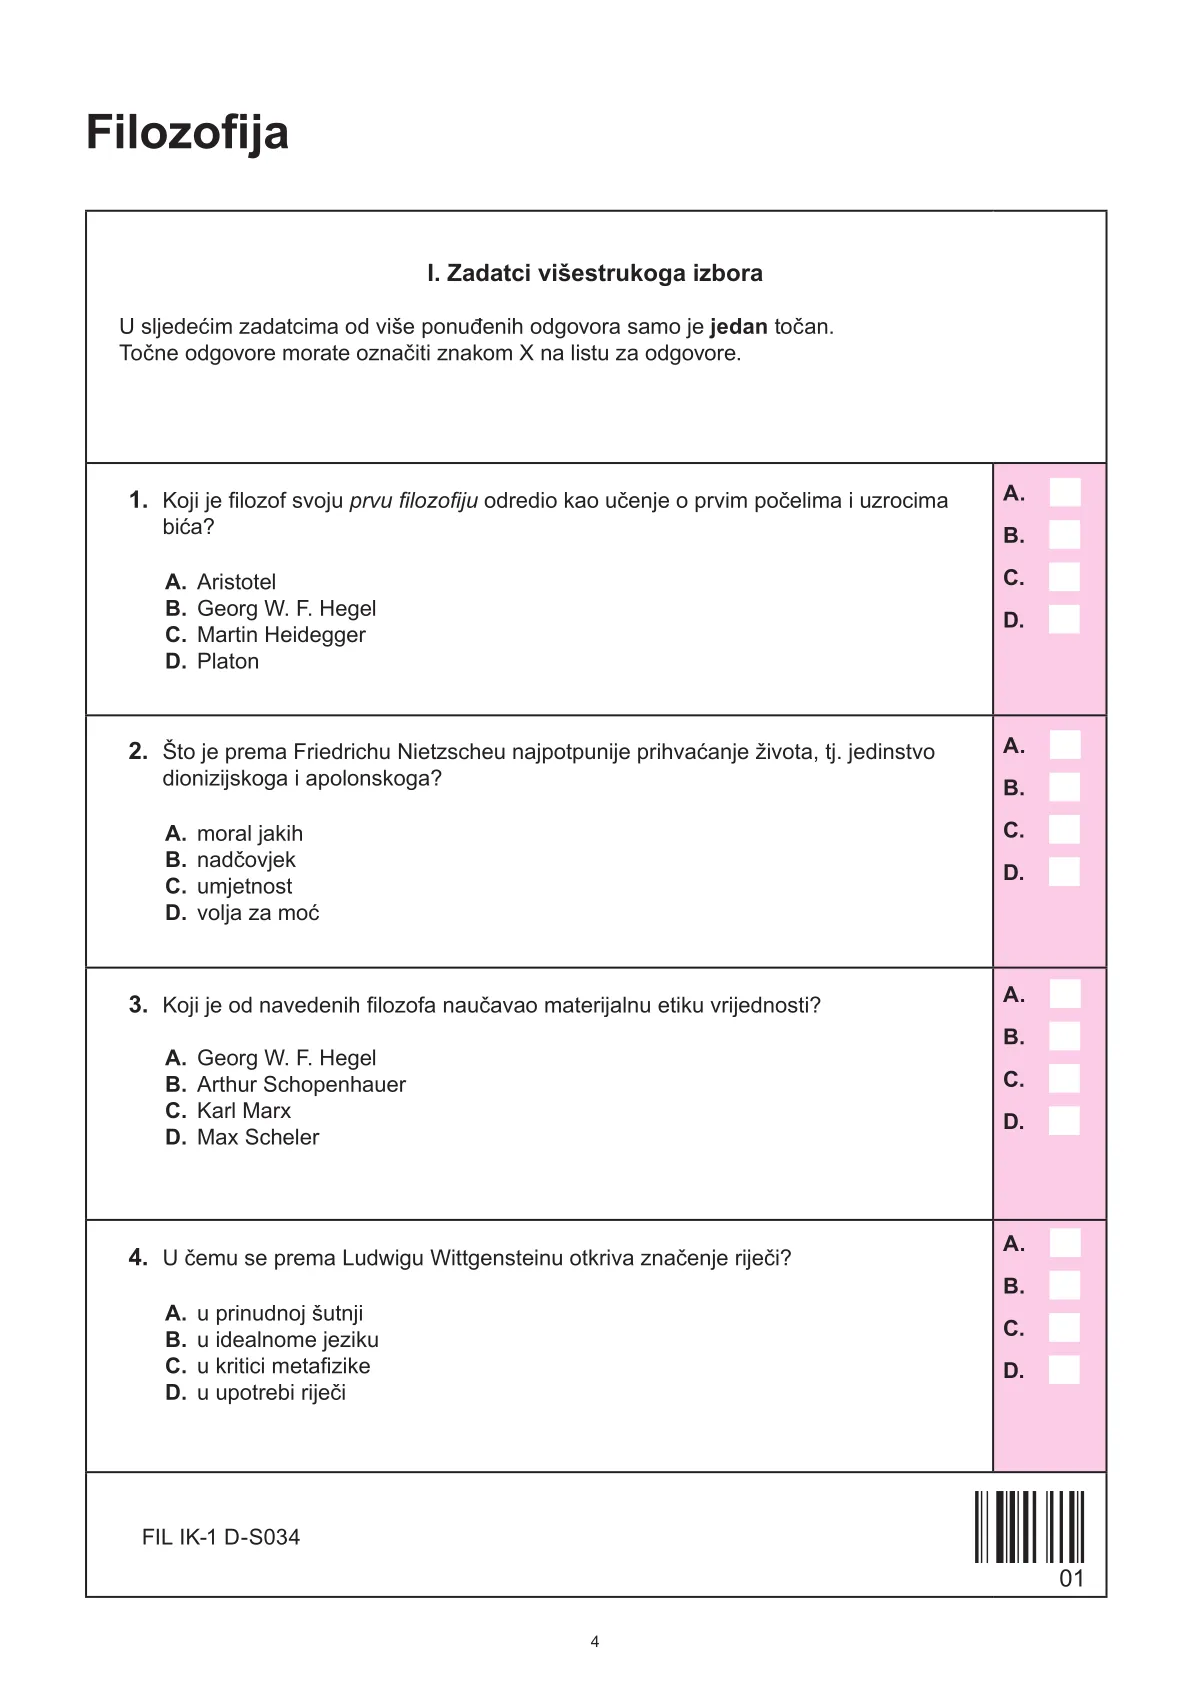 Filozofija
I. Zadatci višestrukoga izbora
U sljedećim zadatcima od više ponuđenih odgovora samo je jedan točan.
Točne odgovore morate označiti znakom X na listu za odgovore.
1. Koji je filozof svoju prvu filozofiju odredio kao učenje o prvim počelima i uzrocima
bića?
A. Aristotel
B. Georg W. F. Hegel
C. Martin Heidegger
D. Platon
A.
B.
C.
D.
2. Što je prema Friedrichu Nietzscheu najpotpunije prihvaćanje života, tj. jedinstvo
dionizijskoga i apolonskoga?
A. moral jakih
B. nadčovjek
C. umjetnost
D. volja za moć
A.
B.
C.
D.
3. Koji je od navedenih filozofa naučavao materijalnu etiku vrijednosti?
A. Georg W. F. Hegel
B. Arthur Schopenhauer
C. Karl Marx
D. Max Scheler
A.
B.
C.
D.
4. U čemu se prema Ludwigu Wittgensteinu otkriva značenje riječi?
A. u prinudnoj šutnji
B. u idealnome jeziku
C. u kritici metafizike
D. u upotrebi riječi
A.
B.
C.
D.
FIL IK-1 D-S034
01
4